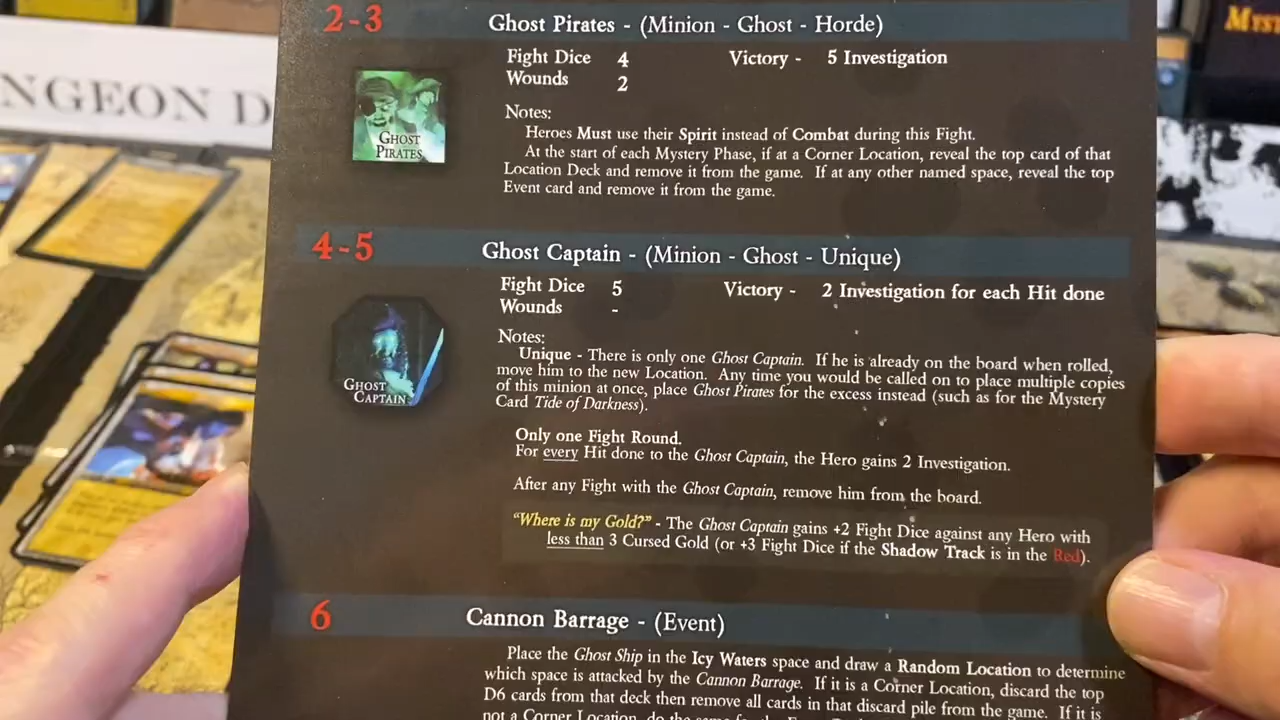 NGEON D
MYS
2-3
Ghost Pirates - (Minion - Ghost - Horde)
Fight Dice 4 Victory - 5 Investigation
Wounds 2
GHOST
PIRATES
Notes:
Heroes Must use their Spirit instead of Combat during this Fight.
At the start of each Mystery Phase, if at a Corner Location, reveal the top card of that
Location Deck and remove it from the game. If at any other named space, reveal the top
Event card and remove it from the game.
4-5
Ghost Captain - (Minion - Ghost - Unique)
Fight Dice 5 Victory - 2 Investigation for each Hit done
Wounds -
GHOST
CAPTAIN
Notes:
Unique - There is only one Ghost Captain. If he is already on the board when rolled,
move him to the new Location. Any time you would be called on to place multiple copies
of this minion at once, place Ghost Pirates for the excess instead (such as for the Mystery
Card Tide of Darkness).
Only one Fight Round.
For every Hit done to the Ghost Captain, the Hero gains 2 Investigation.
After any Fight with the Ghost Captain, remove him from the board.
"Where is my Gold?" - The Ghost Captain gains +2 Fight Dice against any Hero with
less than 3 Cursed Gold (or +3 Fight Dice if the Shadow Track is in the Red).
6
Cannon Barrage - (Event)
Place the Ghost Ship in the Icy Waters space and draw a Random Location to determine
which space is attacked by the Cannon Barrage. If it is a Corner Location, discard the top
D6 cards from that deck then remove all cards in that discard pile from the game. If it is
not a Corner Location, do the same for the